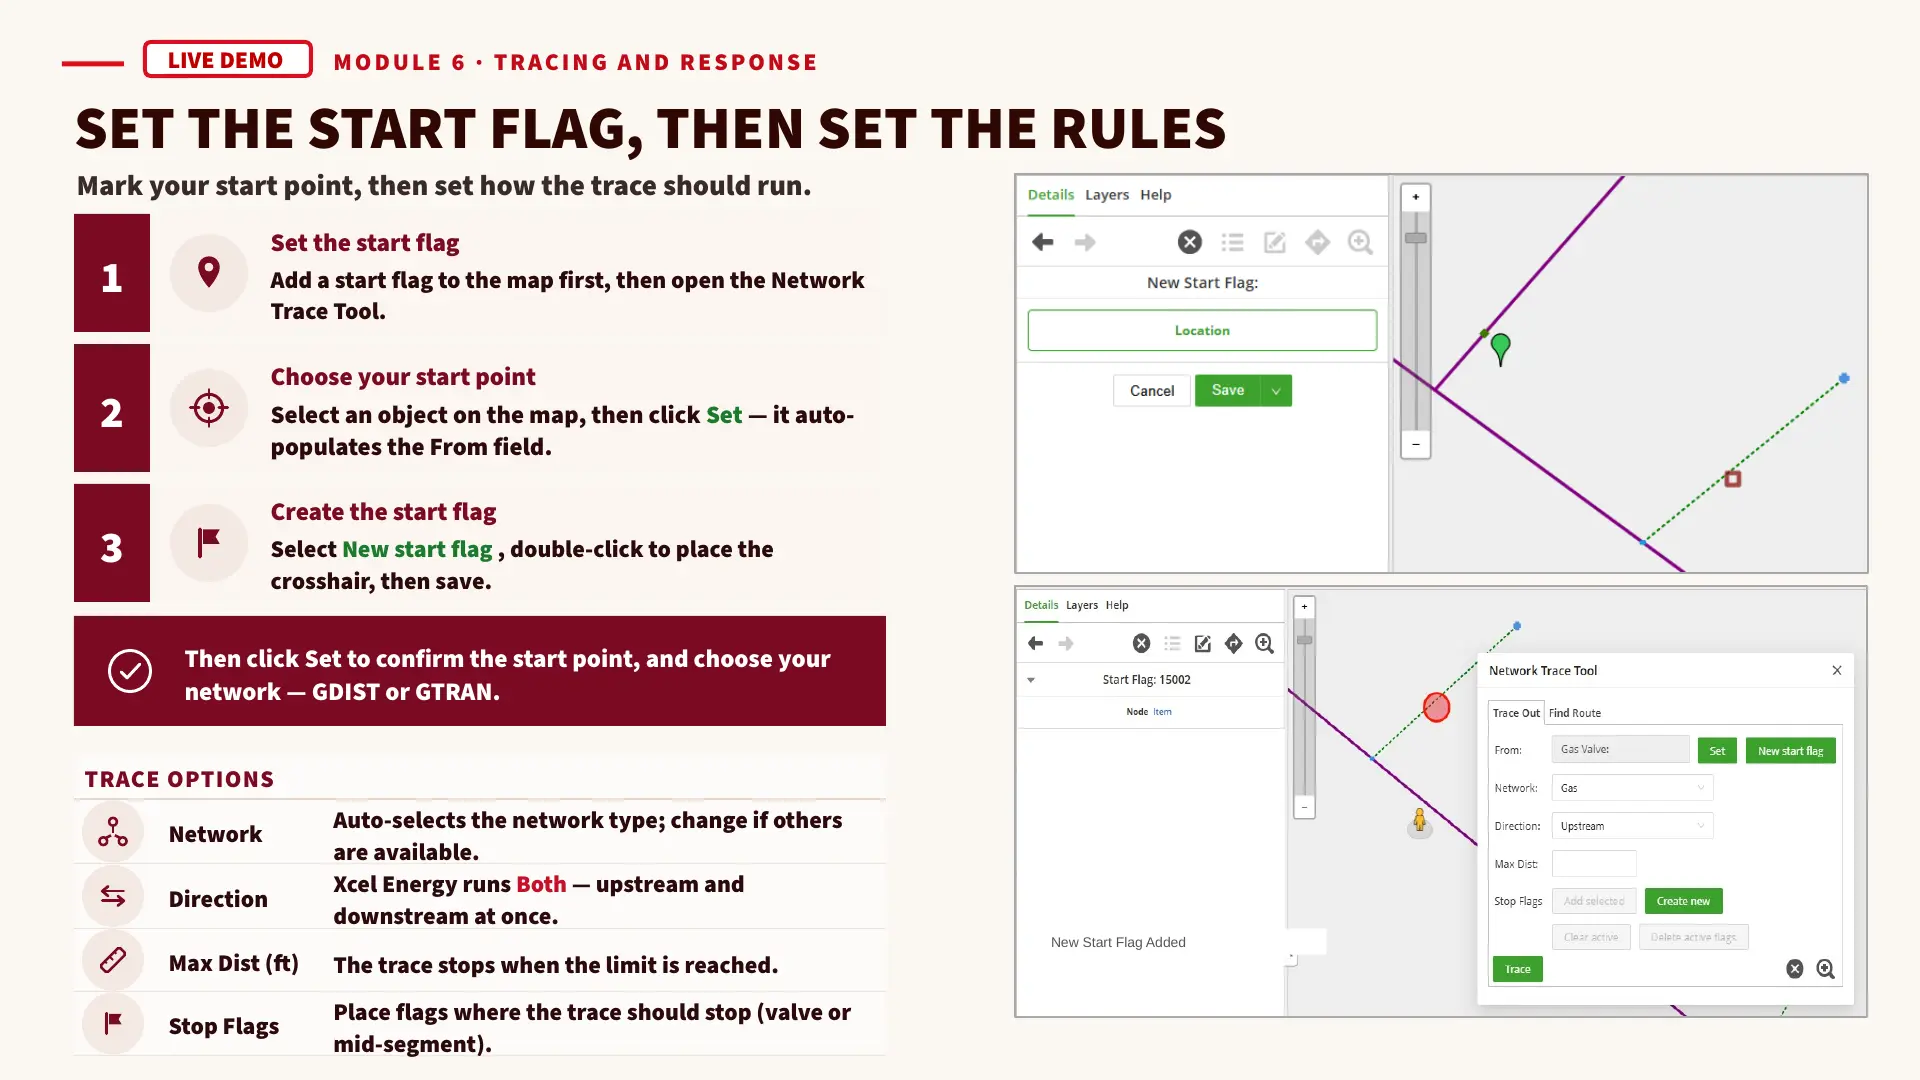 LIVE DEMO
MODULE 6 · TRACING AND RESPONSE
SET THE START FLAG, THEN SET THE RULES
Mark your start point, then set how the trace should run.
1
Set the start flag
Add a start flag to the map first, then open the Network
Trace Tool.
2
Choose your start point
Select an object on the map, then click Set — it auto-
populates the From field.
3
Create the start flag
Select New start flag , double-click to place the
crosshair, then save.
Then click Set to confirm the start point, and choose your
network — GDIST or GTRAN.
TRACE OPTIONS
Network
Auto-selects the network type; change if others
are available.
Direction
Xcel Energy runs Both — upstream and
downstream at once.
Max Dist (ft)
The trace stops when the limit is reached.
Stop Flags
Place flags where the trace should stop (valve or
mid-segment).
Details Layers Help
New Start Flag:
Location
Cancel Save
+
−
Details Layers Help
Start Flag: 15002
Node Item
New Start Flag Added
+
−
Network Trace Tool
Trace Out Find Route
From: Gas Valve: Set New start flag
Network: Gas
Direction: Upstream
Max Dist:
Stop Flags Add selected Create new
Clear active Delete active flags
Trace